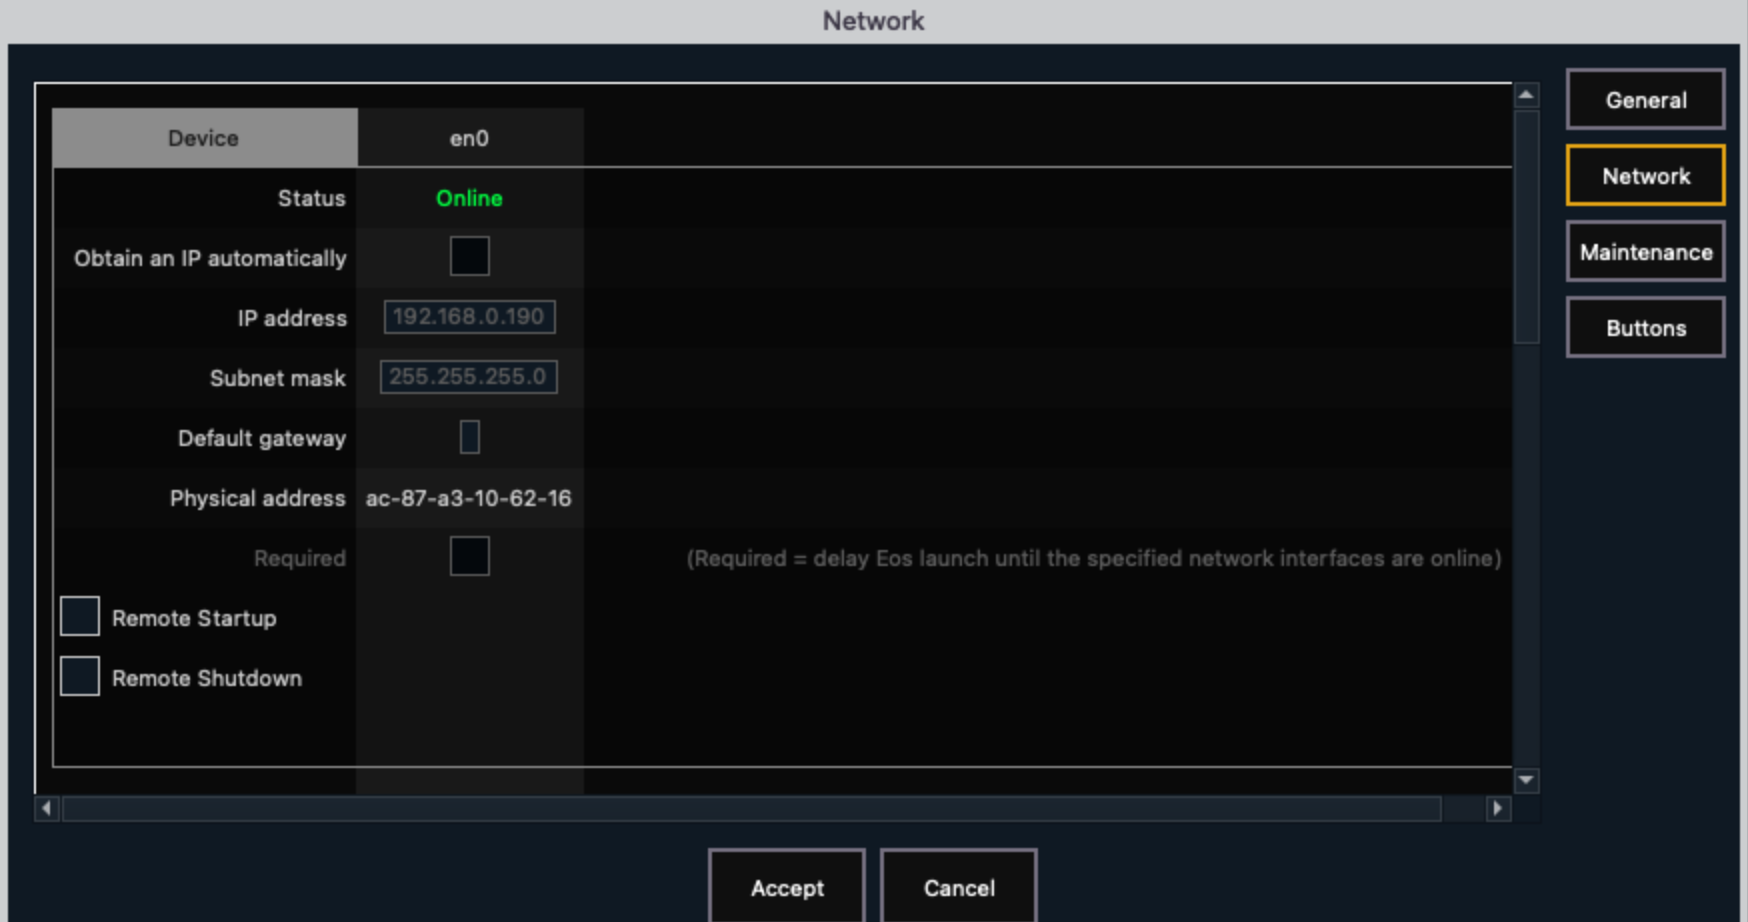 Network
Device en0
Status Online
Obtain an IP automatically
IP address 192.168.0.190
Subnet mask 255.255.255.0
Default gateway
Physical address ac-87-a3-10-62-16
Required (Required = delay Eos launch until the specified network interfaces are online)
Remote Startup
Remote Shutdown
General
Network
Maintenance
Buttons
Accept Cancel